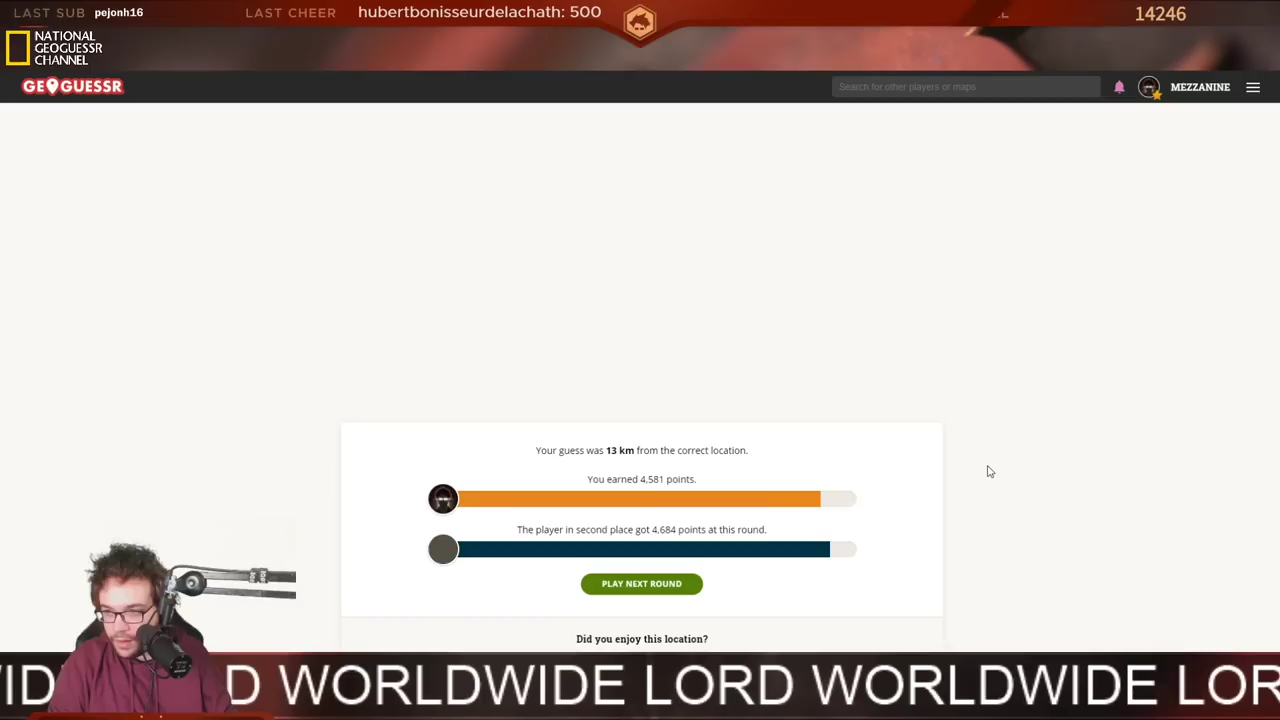 LAST SUB pejonh16 LAST CHEER hubertbonisseurdelachath: 500 14246
NATIONAL
GEOGUESSR
CHANNEL
GEOGUESSR Search for other players or maps MEZZANINE
Your guess was 13 km from the correct location.
You earned 4,581 points.
The player in second place got 4,684 points at this round.
PLAY NEXT ROUND
Did you enjoy this location?
WID D WORLDWIDE LORD WORLDWIDE LOR